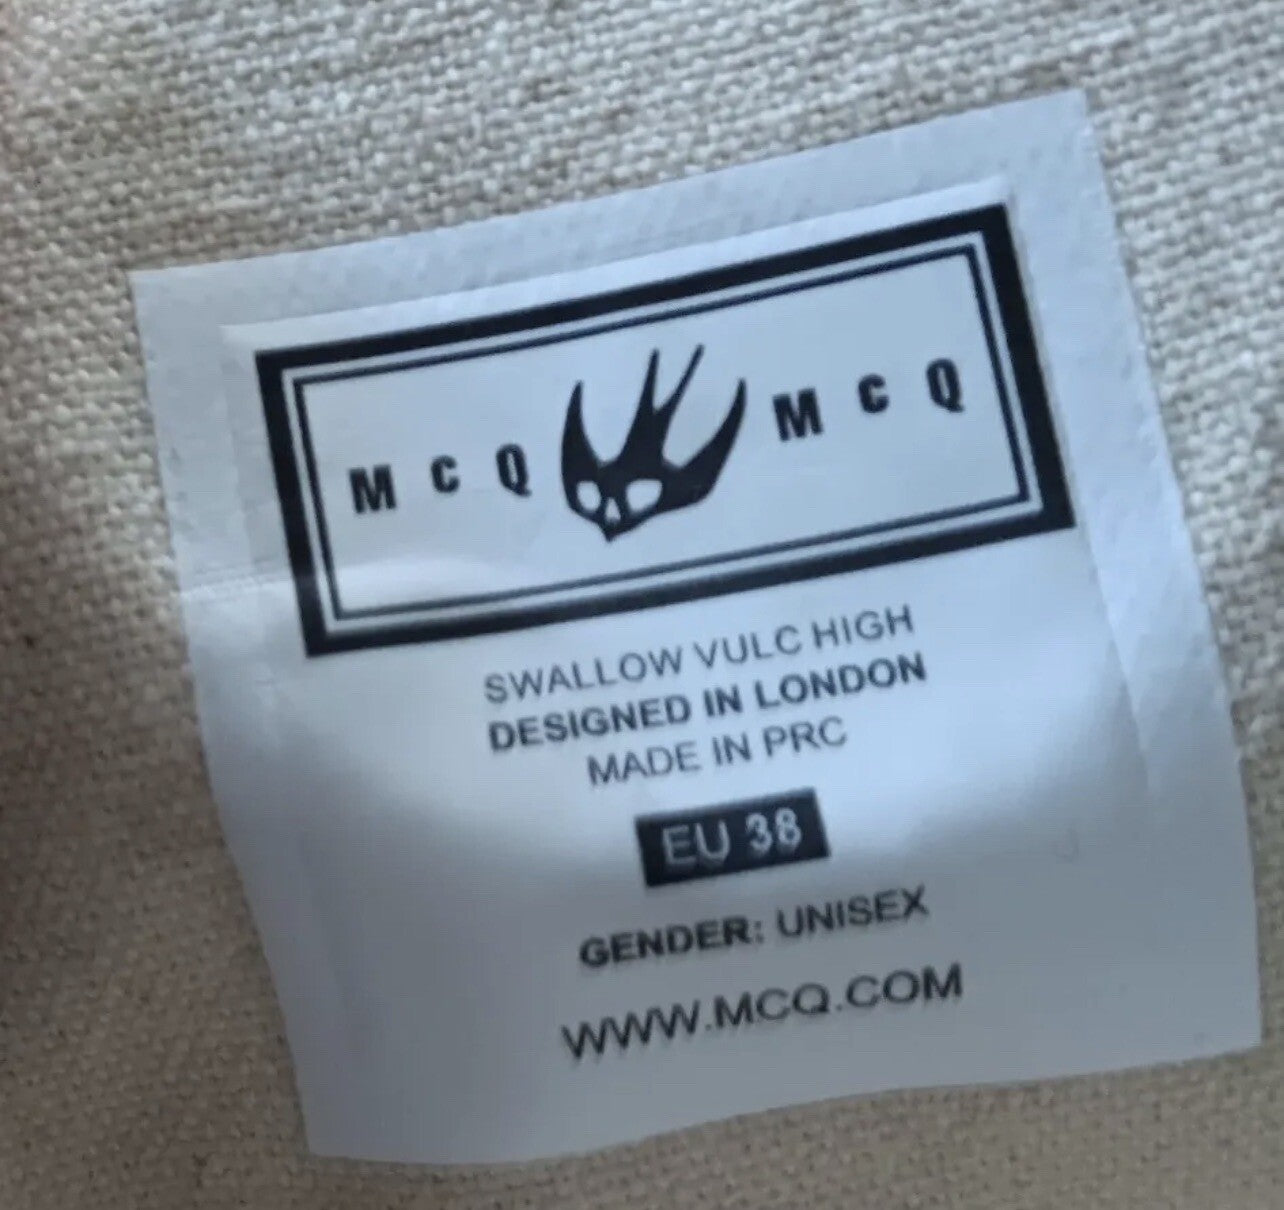 McQ McQ
SWALLOW VULC HIGH
DESIGNED IN LONDON
MADE IN PRC
EU 38
GENDER: UNISEX
WWW.MCQ.COM